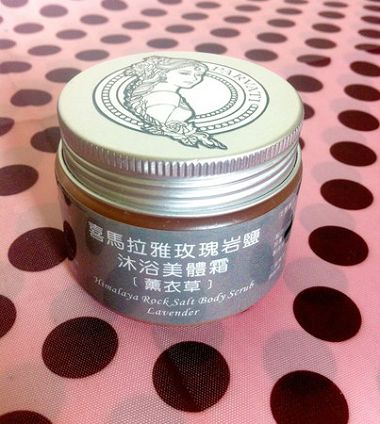 PARVATI
喜馬拉雅玫瑰岩鹽
沐浴美體霜
〔薰衣草〕
Himalaya Rock Salt Body Scrub
Lavender